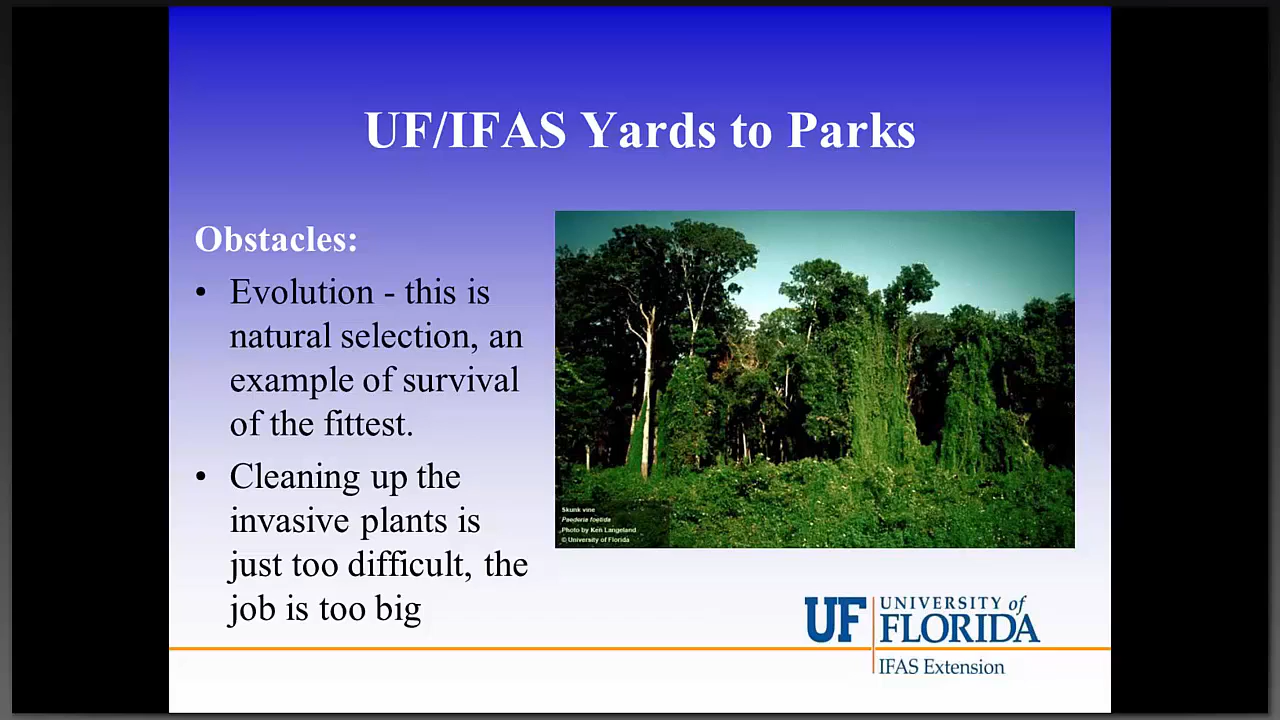 UF/IFAS Yards to Parks
Obstacles:
• Evolution - this is
natural selection, an
example of survival
of the fittest.
• Cleaning up the
invasive plants is
just too difficult, the
job is too big
Skunk vine
Paederia foetida
Photo by Ken Langeland
© University of Florida
UF UNIVERSITY of
FLORIDA
IFAS Extension